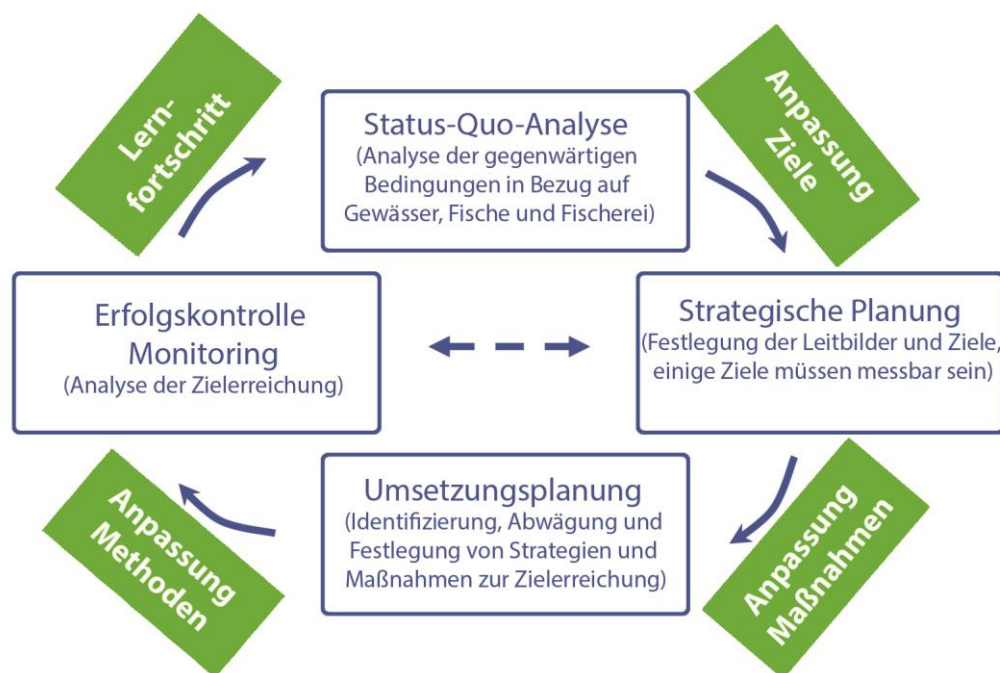 Lern-
fortschritt
Status-Quo-Analyse
(Analyse der gegenwärtigen
Bedingungen in Bezug auf
Gewässer, Fische und Fischerei)
Anpassung
Ziele
Erfolgskontrolle
Monitoring
(Analyse der Zielerreichung)
Strategische Planung
(Festlegung der Leitbilder und Ziele,
einige Ziele müssen messbar sein)
Anpassung
Methoden
Umsetzungsplanung
(Identifizierung, Abwägung und
Festlegung von Strategien und
Maßnahmen zur Zielerreichung)
Anpassung
Maßnahmen